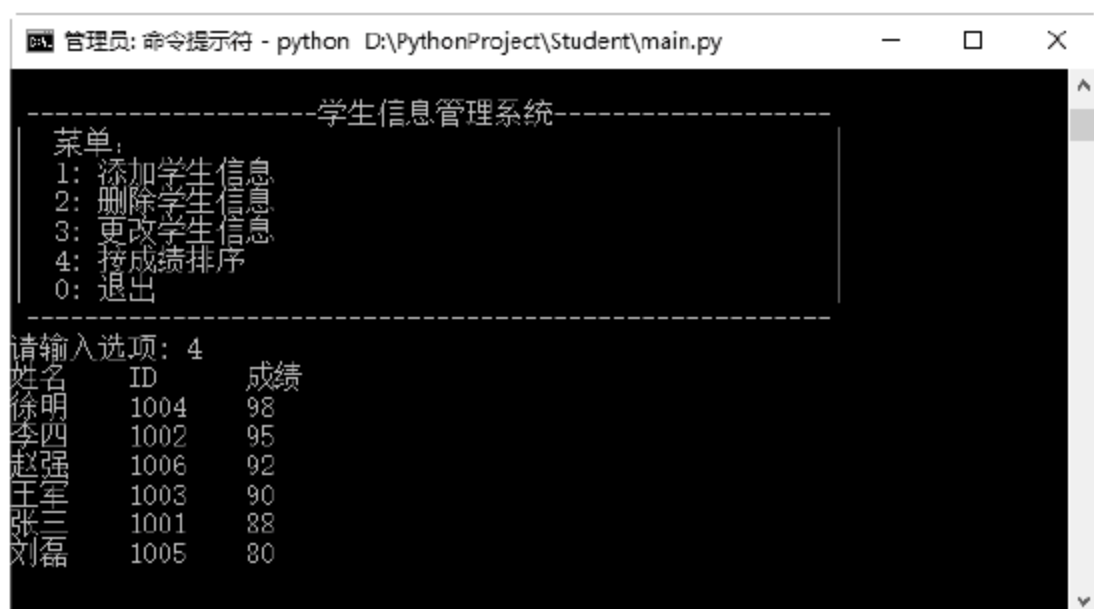 管理员: 命令提示符 - python D:\PythonProject\Student\main.py
--------------------学生信息管理系统-------------------
菜单:
1: 添加学生信息
2: 删除学生信息
3: 更改学生信息
4: 按成绩排序
0: 退出
-------------------------------------------------------
请输入选项: 4
姓名 ID 成绩
徐明 1004 98
李四 1002 95
赵强 1006 92
王军 1003 90
张三 1001 88
刘磊 1005 80